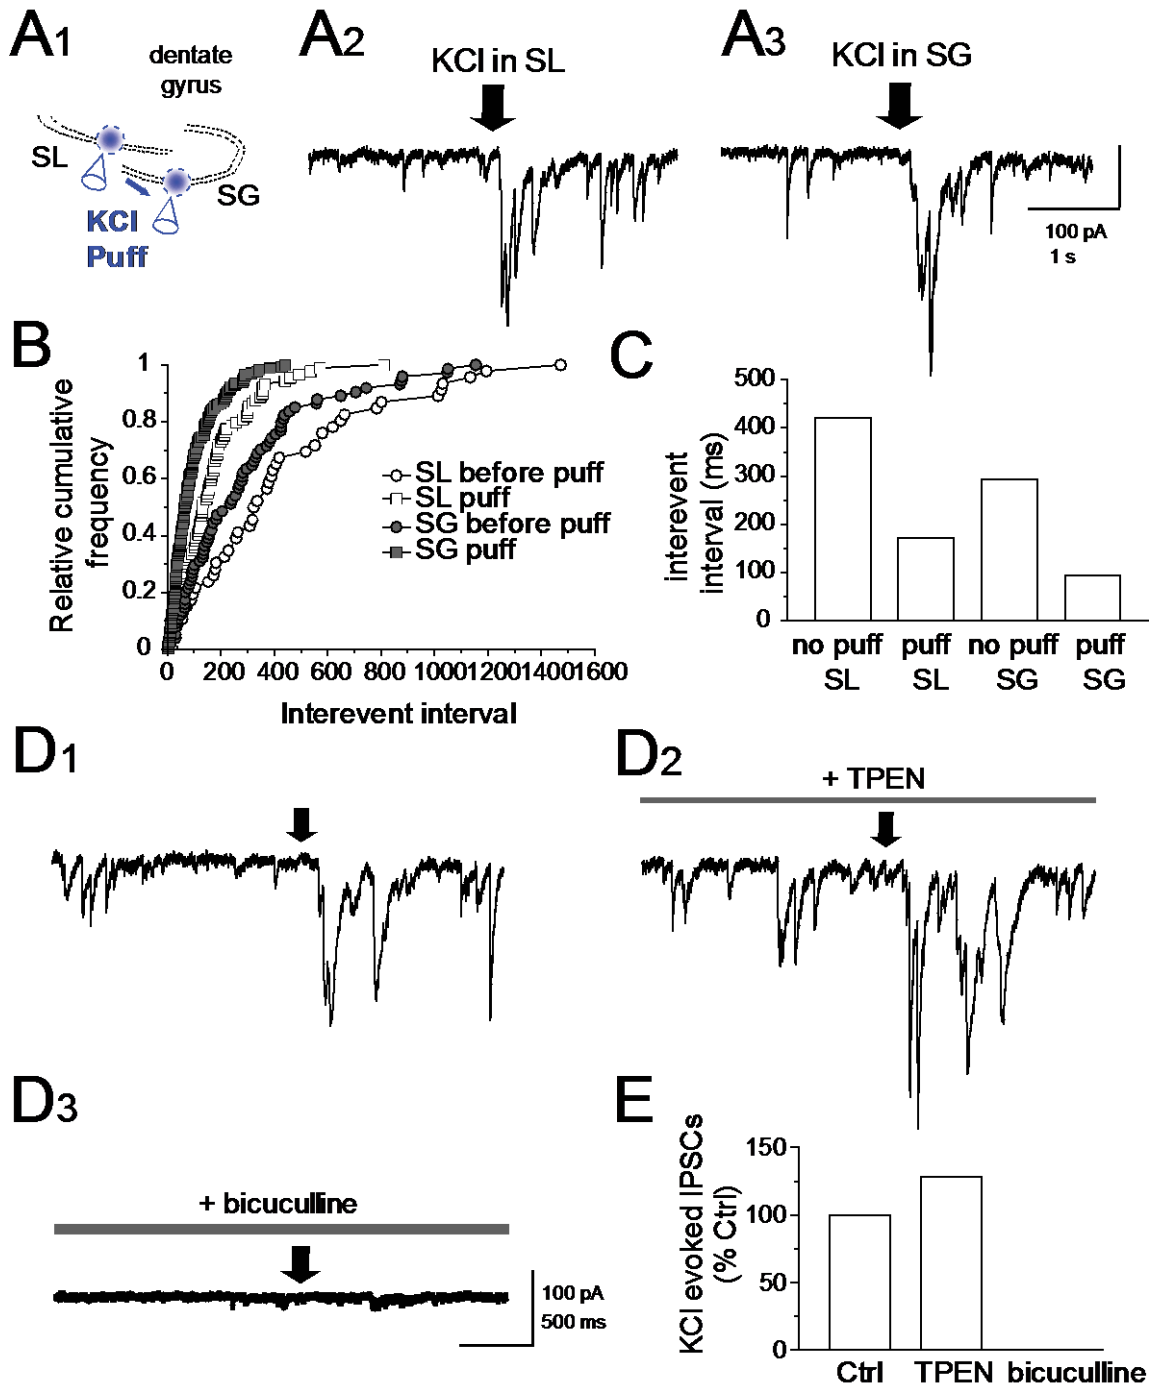 A1
dentate
gyrus
SL
SG
KCl
Puff
A2
KCl in SL
A3
KCl in SG
100 pA
1 s
B
Relative cumulative
frequency
1
0.8
0.6
0.4
0.2
0
0 200 400 600 800 1000 1200 1400 1600
Interevent interval
SL before puff
SL puff
SG before puff
SG puff
C
interevent
interval (ms)
500
400
300
200
100
0
no puff puff no puff puff
SL SL SG SG
D1
D2
+ TPEN
D3
+ bicuculline
100 pA
500 ms
E
KCl evoked IPSCs
(% Ctrl)
150
100
50
0
Ctrl TPEN bicuculline